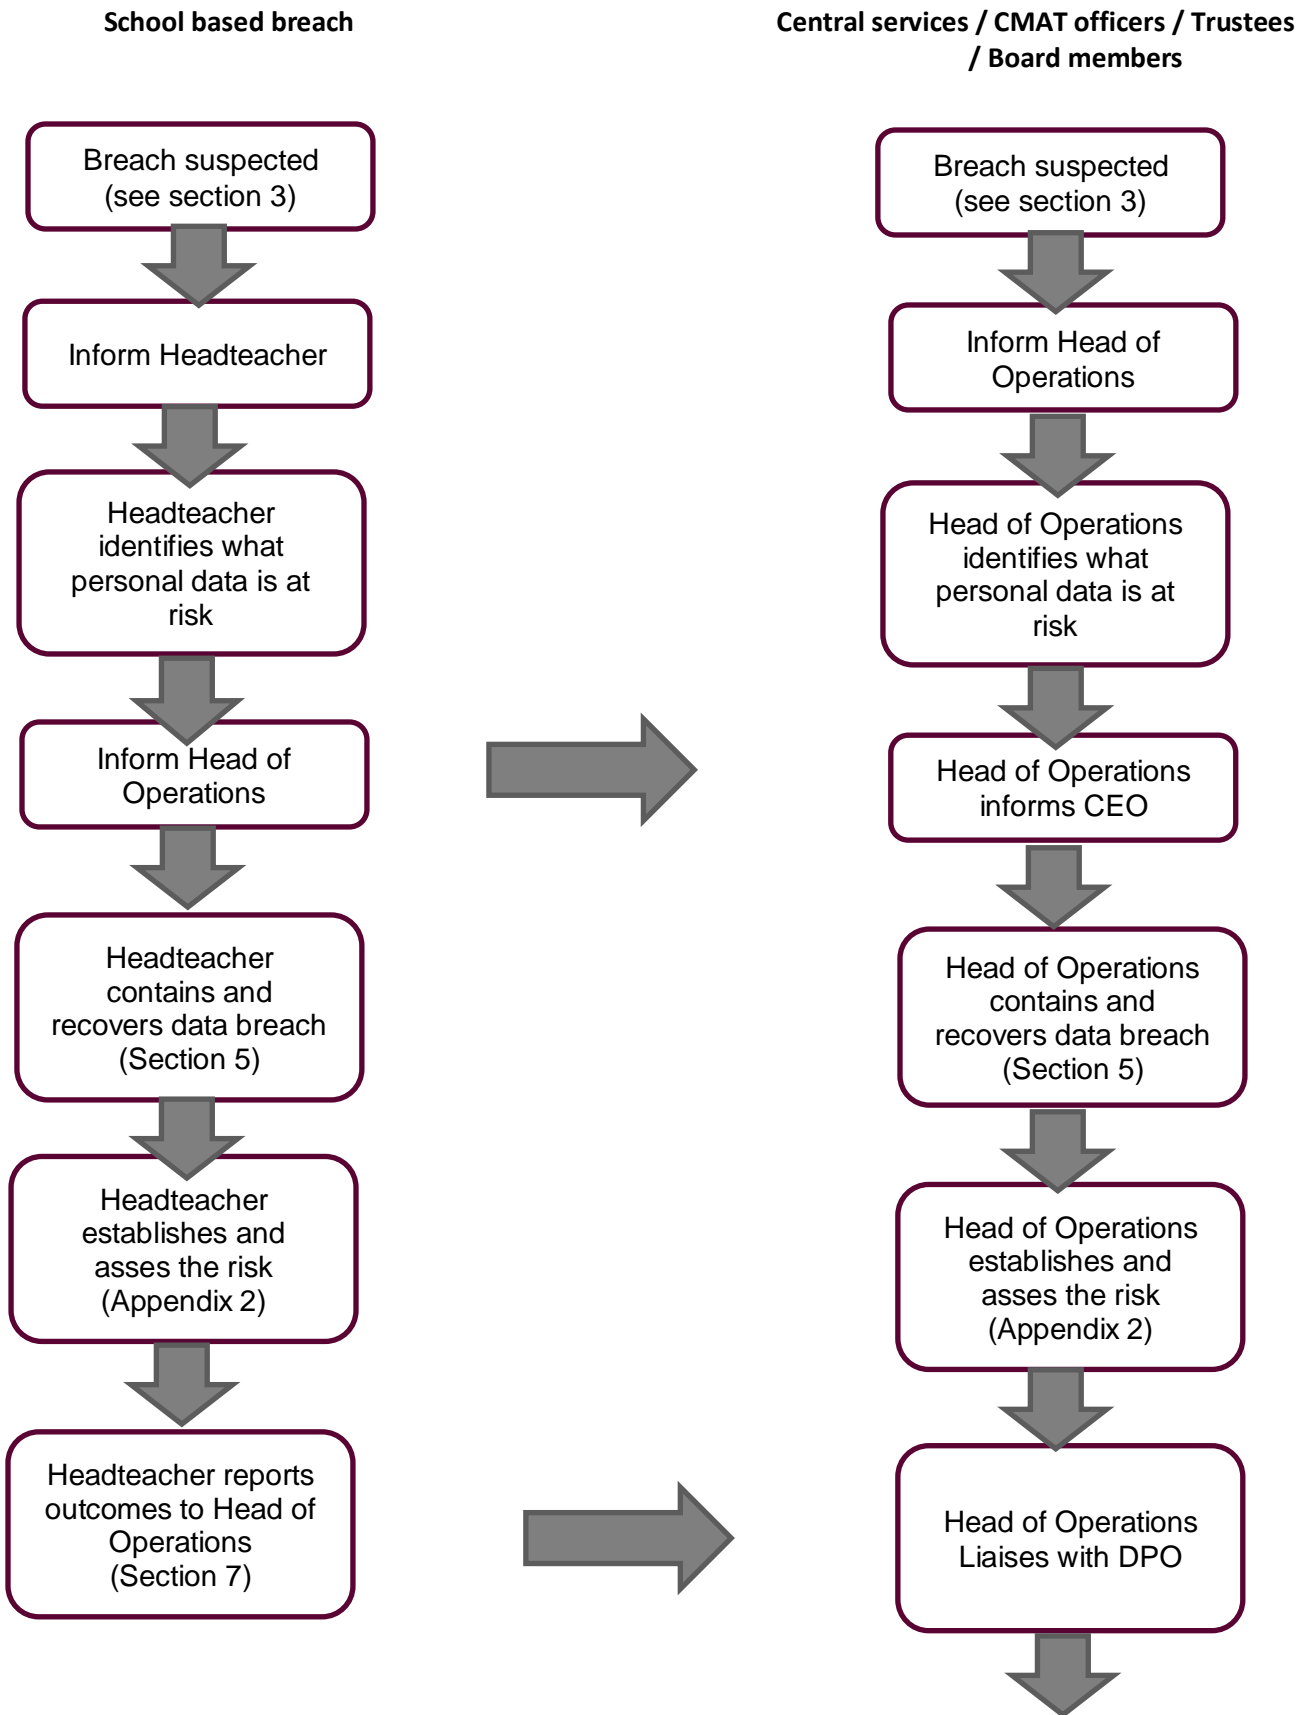 School based breach
Breach suspected
(see section 3)
Inform Headteacher
Headteacher
identifies what
personal data is at
risk
Inform Head of
Operations
Headteacher
contains and
recovers data breach
(Section 5)
Headteacher
establishes and
asses the risk
(Appendix 2)
Headteacher reports
outcomes to Head of
Operations
(Section 7)
Central services / CMAT officers / Trustees
/ Board members
Breach suspected
(see section 3)
Inform Head of
Operations
Head of Operations
identifies what
personal data is at
risk
Head of Operations
informs CEO
Head of Operations
contains and
recovers data breach
(Section 5)
Head of Operations
establishes and
asses the risk
(Appendix 2)
Head of Operations
Liaises with DPO